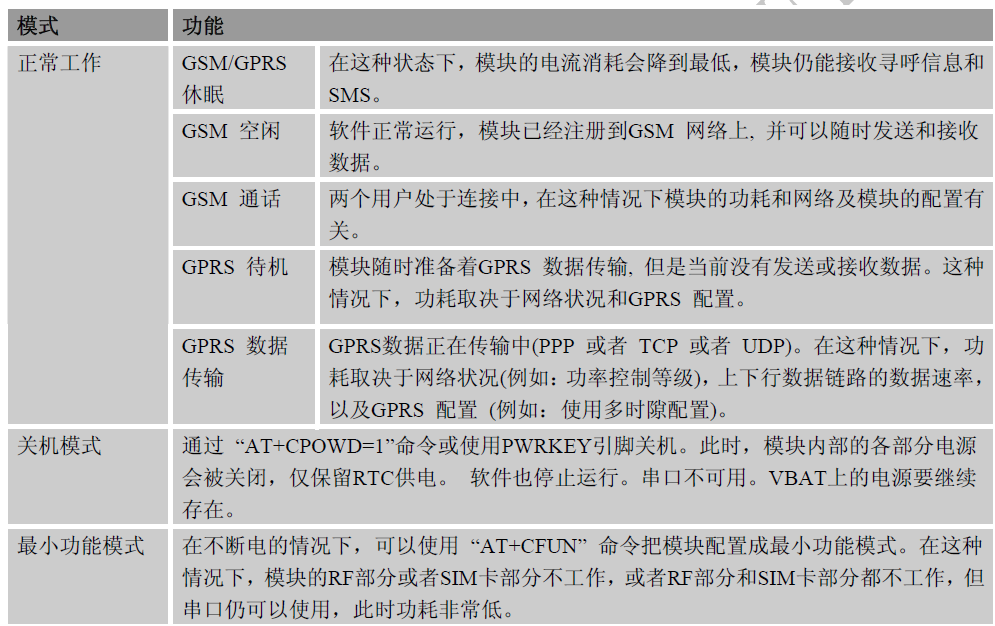 模式 功能
正常工作 GSM/GPRS 在这种状态下，模块的电流消耗会降到最低，模块仍能接收寻呼信息和
休眠 SMS。
GSM 空闲 软件正常运行，模块已经注册到GSM 网络上, 并可以随时发送和接收
数据。
GSM 通话 两个用户处于连接中，在这种情况下模块的功耗和网络及模块的配置有
关。
GPRS 待机 模块随时准备着GPRS 数据传输, 但是当前没有发送或接收数据。这种
情况下，功耗取决于网络状况和GPRS 配置。
GPRS 数据 GPRS数据正在传输中(PPP 或者 TCP 或者 UDP)。在这种情况下，功
传输 耗取决于网络状况(例如：功率控制等级)，上下行数据链路的数据速率，
以及GPRS 配置 (例如：使用多时隙配置)。
关机模式 通过 “AT+CPOWD=1”命令或使用PWRKEY引脚关机。此时，模块内部的各部分电源
会被关闭，仅保留RTC供电。 软件也停止运行。串口不可用。VBAT上的电源要继续
存在。
最小功能模式 在不断电的情况下，可以使用 “AT+CFUN” 命令把模块配置成最小功能模式。在这种
情况下，模块的RF部分或者SIM卡部分不工作，或者RF部分和SIM卡部分都不工作，但
串口仍可以使用，此时功耗非常低。